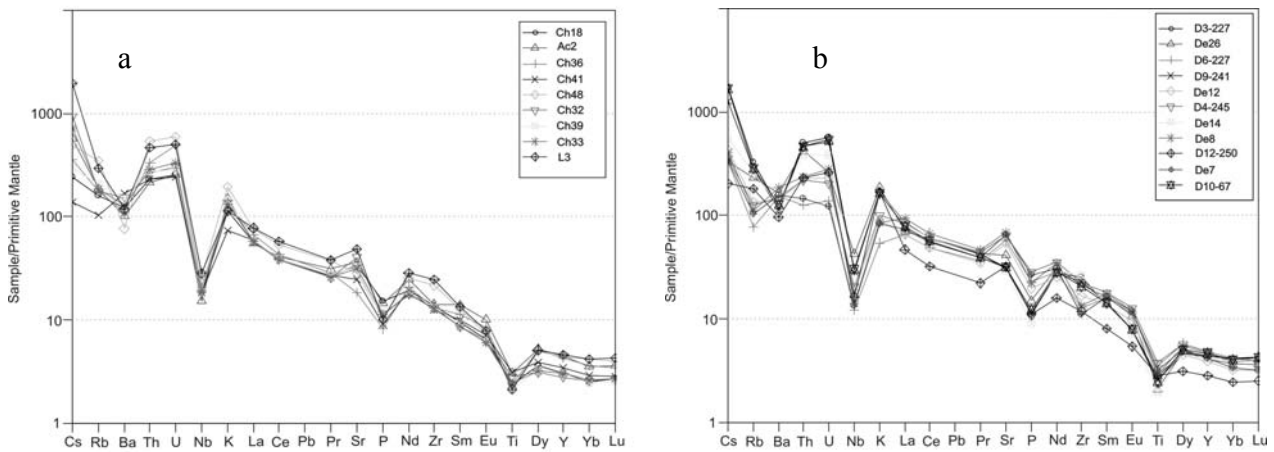 a
Sample/Primitive Mantle
1000
100
10
1
Ch18
Ac2
Ch36
Ch41
Ch48
Ch32
Ch39
Ch33
L3
Cs Rb Ba Th U Nb K La Ce Pb Pr Sr P Nd Zr Sm Eu Ti Dy Y Yb Lu
b
Sample/Primitive Mantle
1000
100
10
1
D3-227
De26
D6-227
D9-241
De12
D4-245
De14
De8
D12-250
De7
D10-67
Cs Rb Ba Th U Nb K La Ce Pb Pr Sr P Nd Zr Sm Eu Ti Dy Y Yb Lu